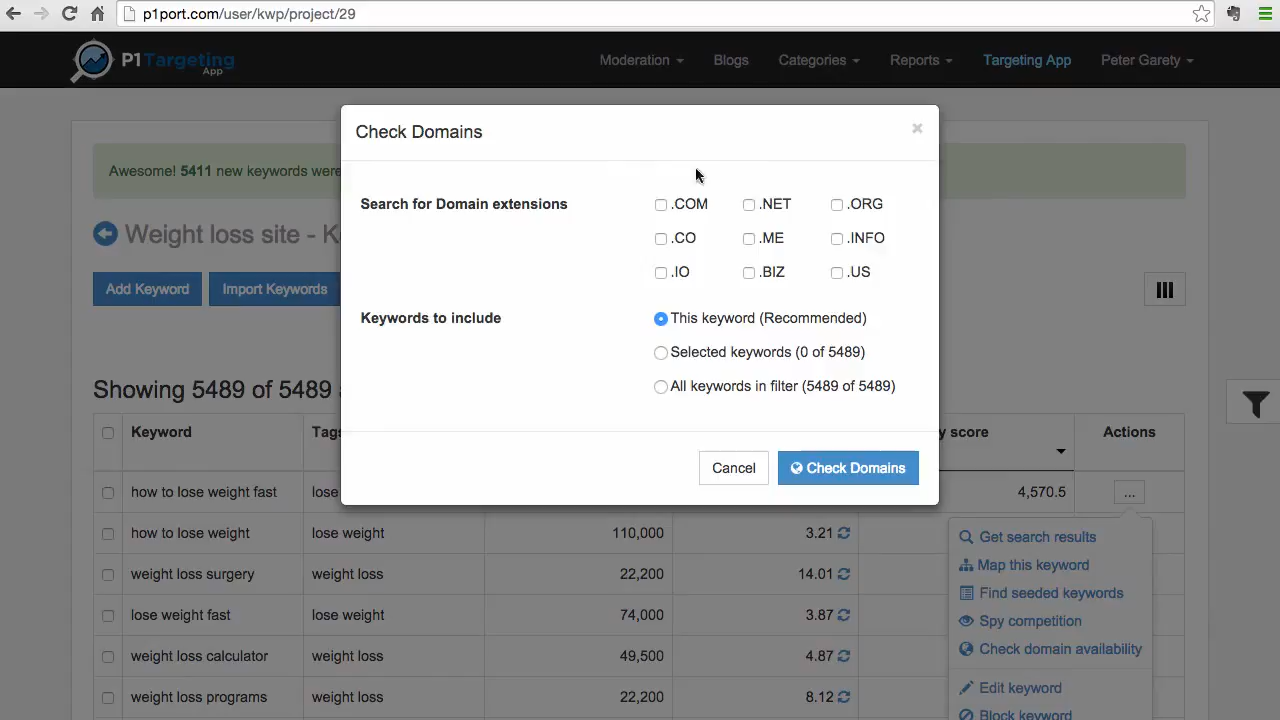 p1port.com/user/kwp/project/29
P1Targeting
App
Moderation
Blogs
Categories
Reports
Targeting App
Peter Garety
Check Domains
×
Awesome! 5411 new keywords were
Search for Domain extensions
.COM
.NET
.ORG
.CO
.ME
.INFO
.IO
.BIZ
.US
Weight loss site - K
Add Keyword
Import Keywords
Keywords to include
This keyword (Recommended)
Selected keywords (0 of 5489)
All keywords in filter (5489 of 5489)
Showing 5489 of 5489
Keyword
Tags
y score
Actions
Cancel
Check Domains
how to lose weight fast
lose
4,570.5
...
how to lose weight
lose weight
110,000
3.21
weight loss surgery
weight loss
22,200
14.01
lose weight fast
lose weight
74,000
3.87
weight loss calculator
weight loss
49,500
4.87
weight loss programs
weight loss
22,200
8.12
Get search results
Map this keyword
Find seeded keywords
Spy competition
Check domain availability
Edit keyword
Block keyword